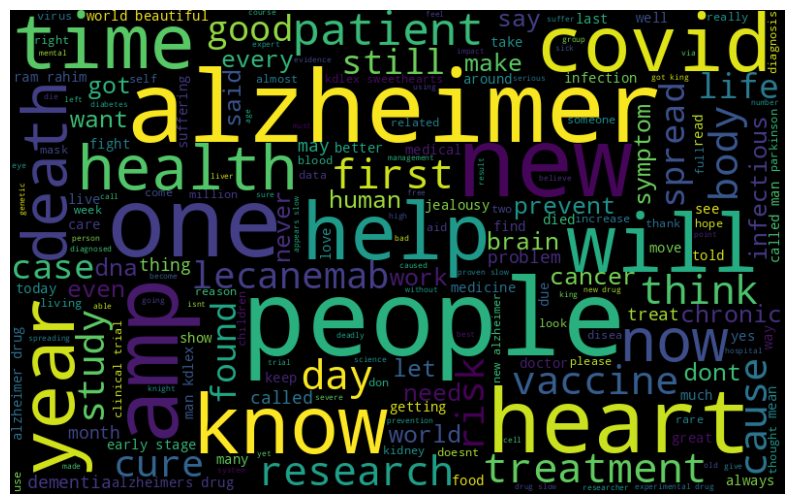 virus
world beautiful
course
feel
suffer
really
group
sick
via
diagnosis
time
good
patient
say
last
well
covid
right
mental
expert
impact
every
still
make
take
ram rahim
self
almost
kdlex sweethearts
evidence
serious
around
using
infection
got king
number
death
die
left
diabetes
suffering
got
said
alzheimer
someone
related
life
want
age
must
spread
body
full
read
mask
fight
may
better
medical
health
first
new
symptom
infectious
called man parkinson
eye
genetic
liver
management
result
blood
data
believe
call
sure
live
come
million
never
human
jealousy
two
died
increase
thank
see
prevent
hope
week
care
free
one
help
will
love
high
aid
find
move
told
point
person
diagnosed
appears slow
bad
brain
problem
case
dna
thing
lecanemab
work
caused
proven slow
cancer
think
today
even
become
reason
without
medicine
due
treat
chronic
living
able
going
isnt
children
king
new drug
way
year
study
amp
found
show
deadly
people
best
look
disea
yes
hospital
now
alzheimer drug
clinical trial
spreading
man kdlex
keep
trial
science
new alzheimer
doctor
please
knight
don
day
let
need
risk
vaccine
dont
much
cause
know
called
getting
severe
prevention
heart
rare
thought mean
month
world
cell
great
early stage
many
yet
kidney
doesnt
treatment
cure
research
food
old
give
always
use
made
dementia
alzheimers drug
system
drug slow
researcher
experimental drug